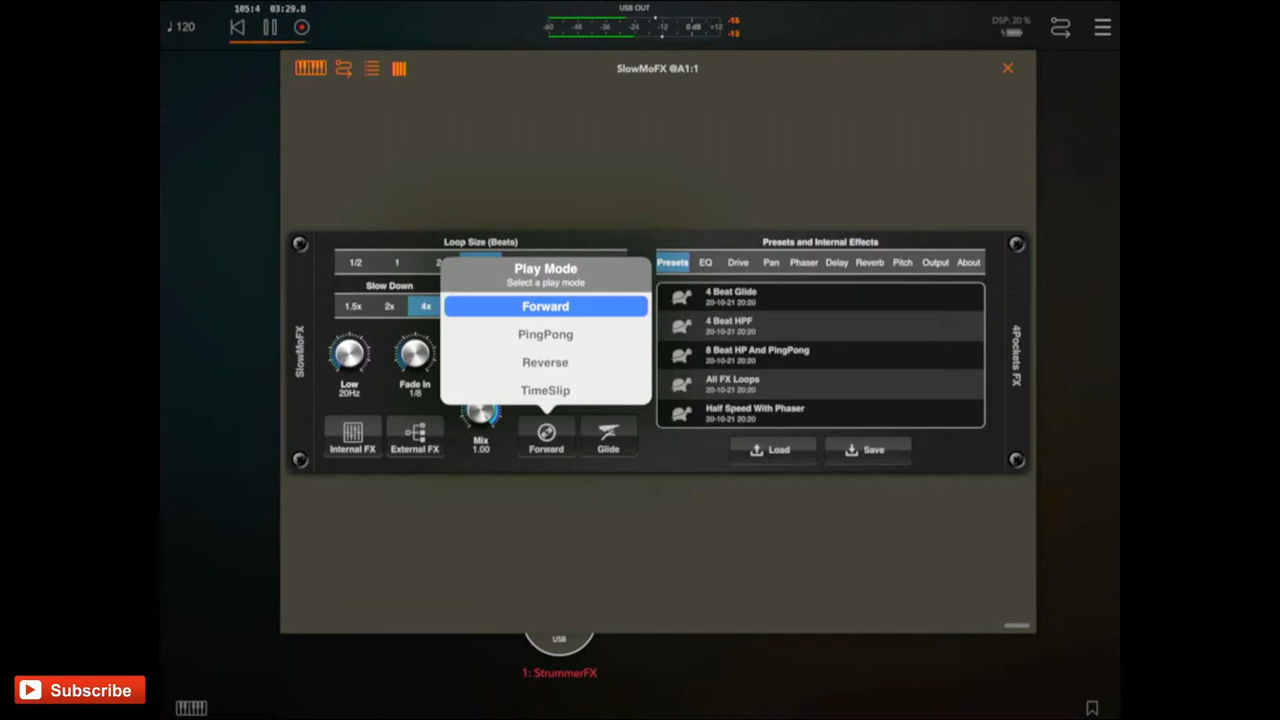 105:4 03:29.8
♩ 120
USB OUT
-60 -48 -36 -24 -12 0 dB +12
-15
-13
DSP: 20 %
SlowMoFX @A1:1
Loop Size (Beats)
1/2 1 2
Slow Down
1.5x 2x 4x
Low
20Hz
Fade In
1/8
Mix
1.00
Internal FX
External FX
Forward
Glide
SlowMoFX
Play Mode
Select a play mode
Forward
PingPong
Reverse
TimeSlip
Presets and Internal Effects
Presets EQ Drive Pan Phaser Delay Reverb Pitch Output About
4 Beat Glide
20-10-21 20:20
4 Beat HPF
20-10-21 20:20
8 Beat HP And PingPong
20-10-21 20:20
All FX Loops
20-10-21 20:20
Half Speed With Phaser
20-10-21 20:20
Load
Save
4Pockets FX
USB
1: StrummerFX
Subscribe